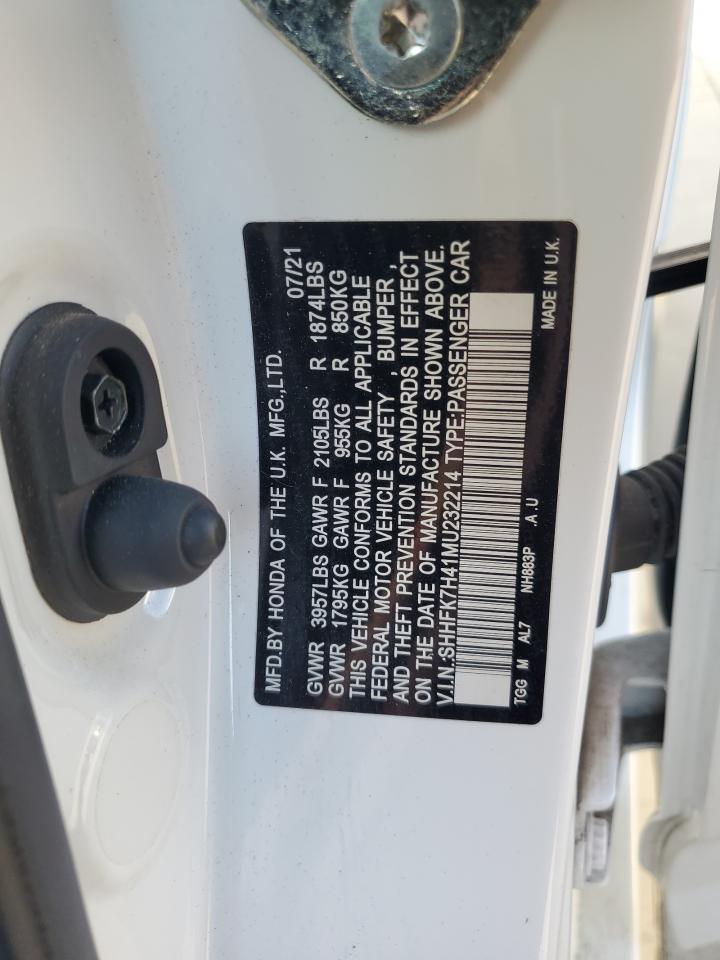 MFD.BY HONDA OF THE U.K. MFG.,LTD. 07/21
GVWR 3957LBS GAWR F 2105LBS R 1874LBS
GVWR 1795KG GAWR F 955KG R 850KG
THIS VEHICLE CONFORMS TO ALL APPLICABLE
FEDERAL MOTOR VEHICLE SAFETY , BUMPER ,
AND THEFT PREVENTION STANDARDS IN EFFECT
ON THE DATE OF MANUFACTURE SHOWN ABOVE.
V.I.N.:SHHFK7H41MU232214 TYPE:PASSENGER CAR
TGG M AL7 NH883P .A.U MADE IN U.K.